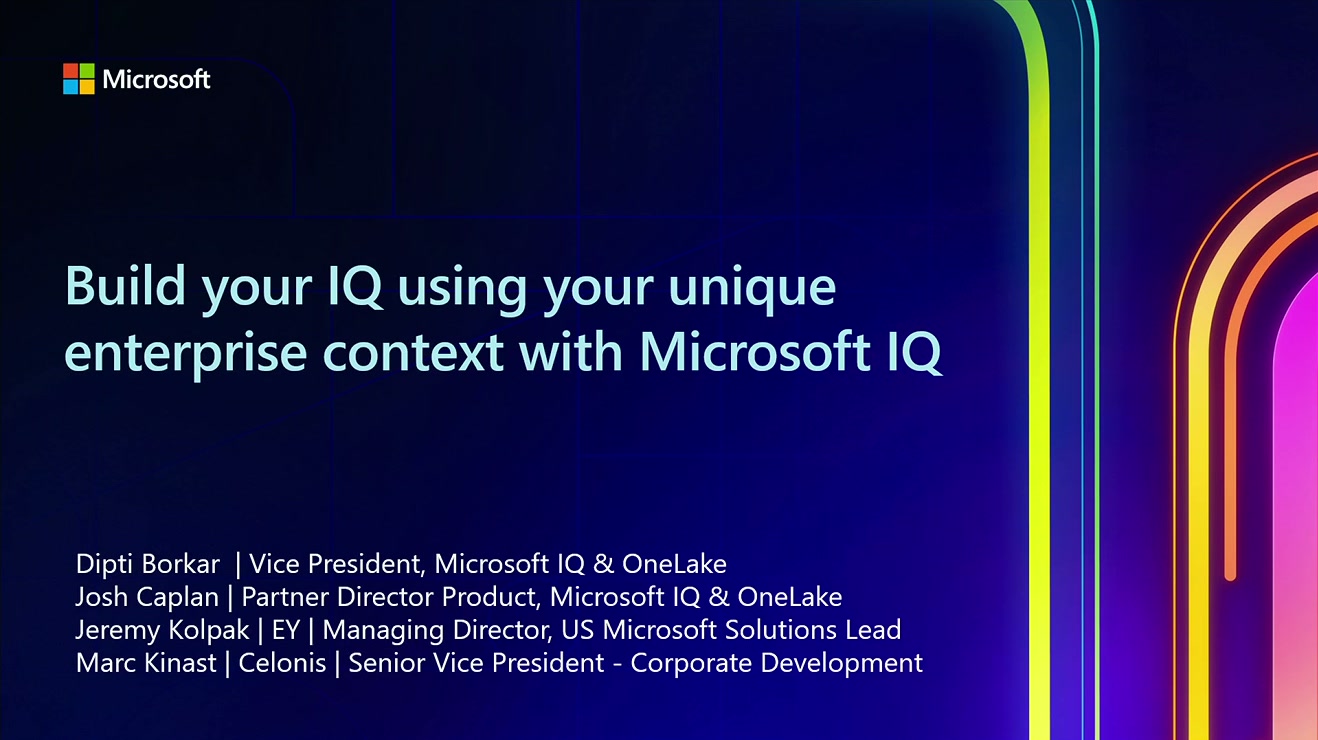 Microsoft
Build your IQ using your unique
enterprise context with Microsoft IQ
Dipti Borkar | Vice President, Microsoft IQ & OneLake
Josh Caplan | Partner Director Product, Microsoft IQ & OneLake
Jeremy Kolpak | EY | Managing Director, US Microsoft Solutions Lead
Marc Kinast | Celonis | Senior Vice President - Corporate Development